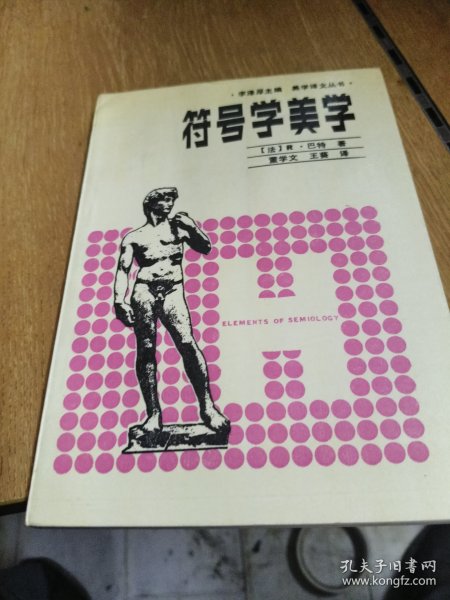 ·李泽厚主编 美学译文丛书·
符号学美学
[法]R·巴特 著
董学文 王葵 译
ELEMENTS OF SEMIOLOGY
孔夫子旧书网
www.kongfz.com